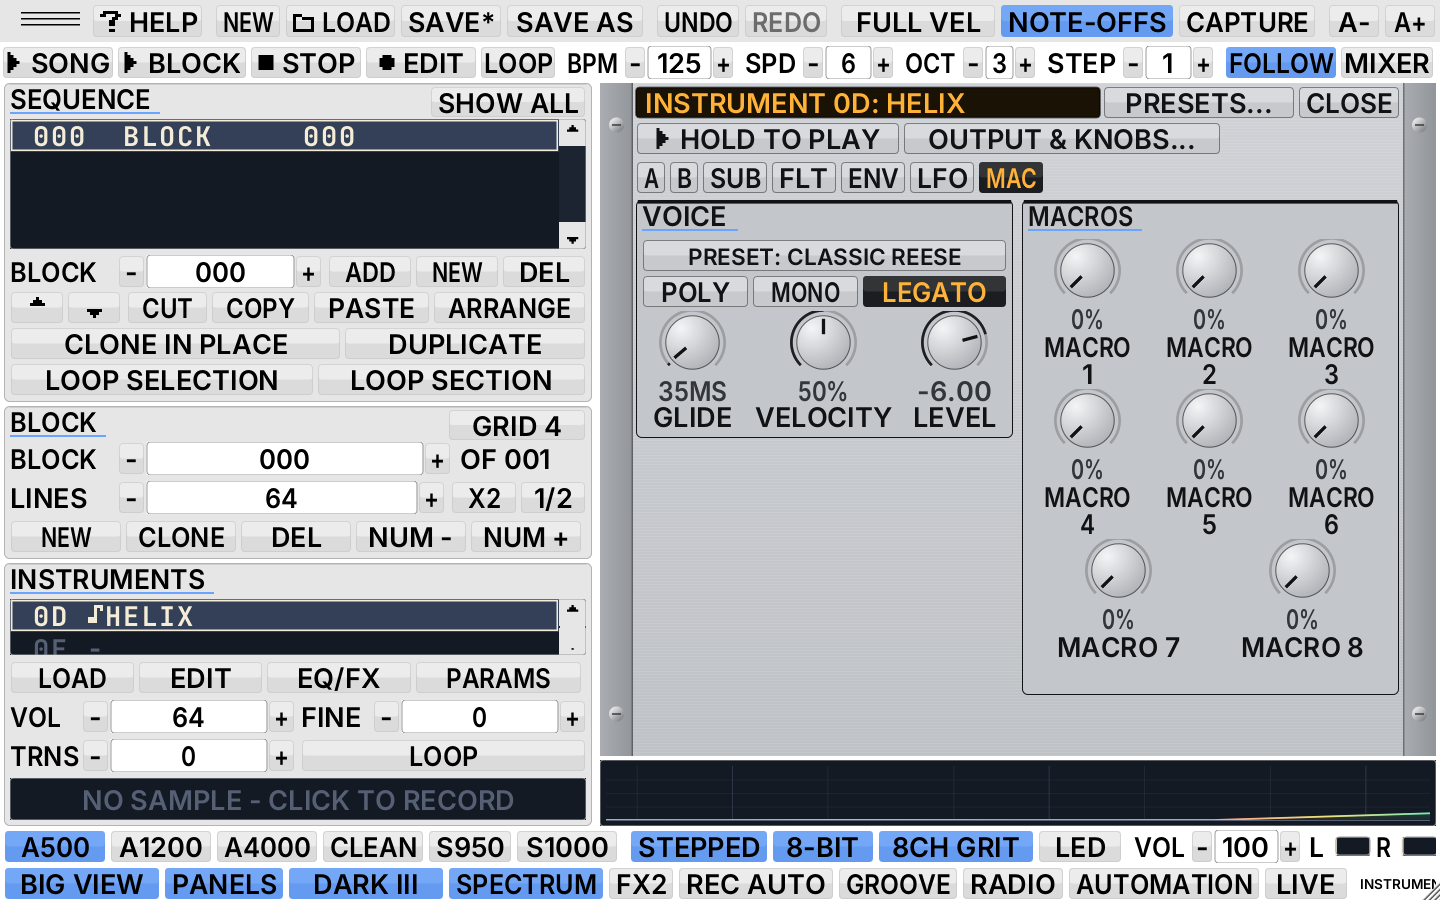 HELP NEW LOAD SAVE* SAVE AS UNDO REDO FULL VEL NOTE-OFFS CAPTURE A- A+
SONG BLOCK STOP EDIT LOOP BPM - 125 + SPD - 6 + OCT - 3 + STEP - 1 + FOLLOW MIXER
SEQUENCE SHOW ALL
000 BLOCK 000
BLOCK - 000 + ADD NEW DEL
CUT COPY PASTE ARRANGE
CLONE IN PLACE DUPLICATE
LOOP SELECTION LOOP SECTION
BLOCK GRID 4
BLOCK - 000 + OF 001
LINES - 64 + X2 1/2
NEW CLONE DEL NUM - NUM +
INSTRUMENTS
0D HELIX
0E -
LOAD EDIT EQ/FX PARAMS
VOL - 64 + FINE - 0 +
TRNS - 0 + LOOP
NO SAMPLE - CLICK TO RECORD
INSTRUMENT 0D: HELIX PRESETS... CLOSE
HOLD TO PLAY OUTPUT & KNOBS...
A B SUB FLT ENV LFO MAC
VOICE
PRESET: CLASSIC REESE
POLY MONO LEGATO
35MS 50% -6.00
GLIDE VELOCITY LEVEL
MACROS
0% 0% 0%
MACRO MACRO MACRO
1 2 3
0% 0% 0%
MACRO MACRO MACRO
4 5 6
0% 0%
MACRO 7 MACRO 8
A500 A1200 A4000 CLEAN S950 S1000 STEPPED 8-BIT 8CH GRIT LED VOL - 100 + L R
BIG VIEW PANELS DARK III SPECTRUM FX2 REC AUTO GROOVE RADIO AUTOMATION LIVE INSTRUMEN